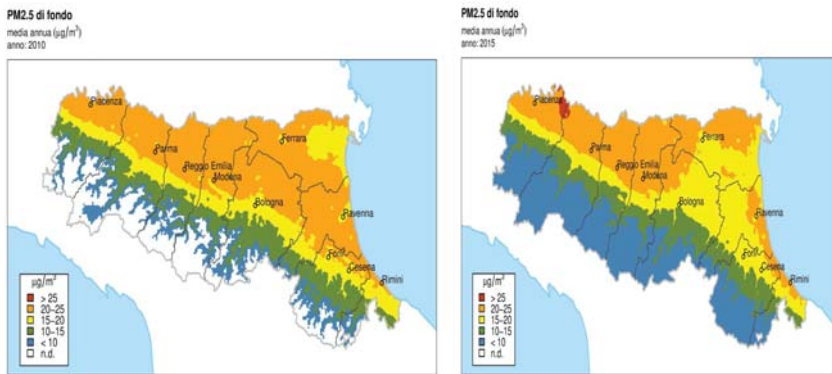 PM2.5 di fondo
media annua (µg/m³)
anno: 2010
Piacenza
Parma
Reggio Emilia
Modena
Ferrara
Bologna
Ravenna
Forlì
Cesena
Rimini
µg/m³
> 25
20–25
15–20
10–15
< 10
n.d.
PM2.5 di fondo
media annua (µg/m³)
anno: 2015
Piacenza
Parma
Reggio Emilia
Modena
Ferrara
Bologna
Ravenna
Forlì
Cesena
Rimini
µg/m³
> 25
20–25
15–20
10–15
< 10
n.d.